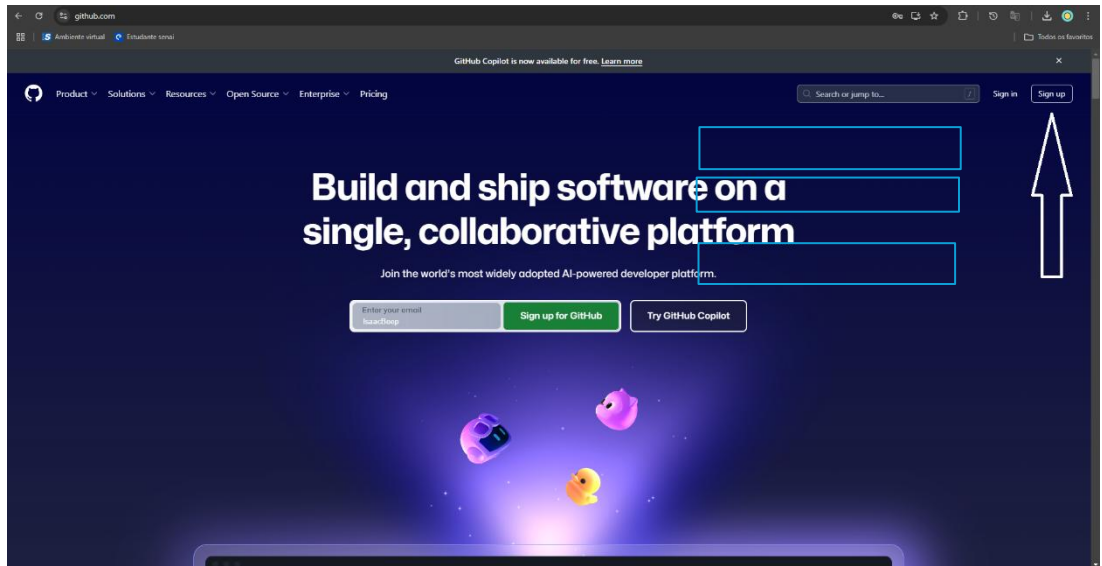 github.com
Ambiente virtual Estudante senai Todos os favoritos
GitHub Copilot is now available for free. Learn more
Product Solutions Resources Open Source Enterprise Pricing Search or jump to... / Sign in Sign up
Build and ship software on a
single, collaborative platform
Join the world's most widely adopted AI-powered developer platform.
Enter your email
Sign up for GitHub Try GitHub Copilot